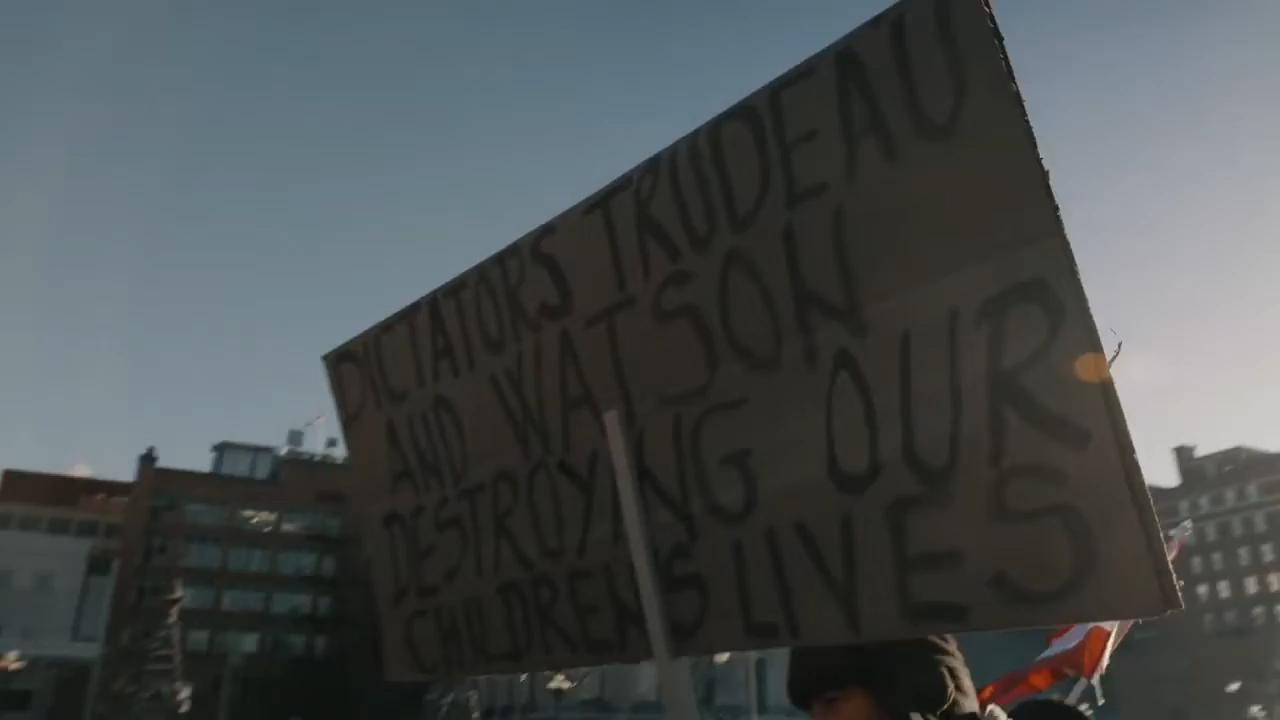 DICTATORS TRUDEAU
AND WATSON
DESTROYING OUR
CHILDREN'S LIVES